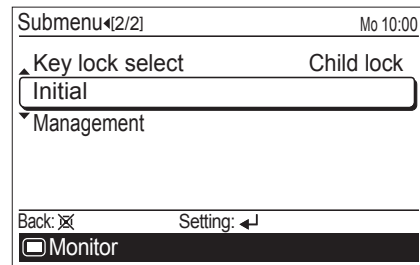 Submenu◂[2/2] Mo 10:00
Key lock select Child lock
Initial
Management
Back: Setting:
Monitor